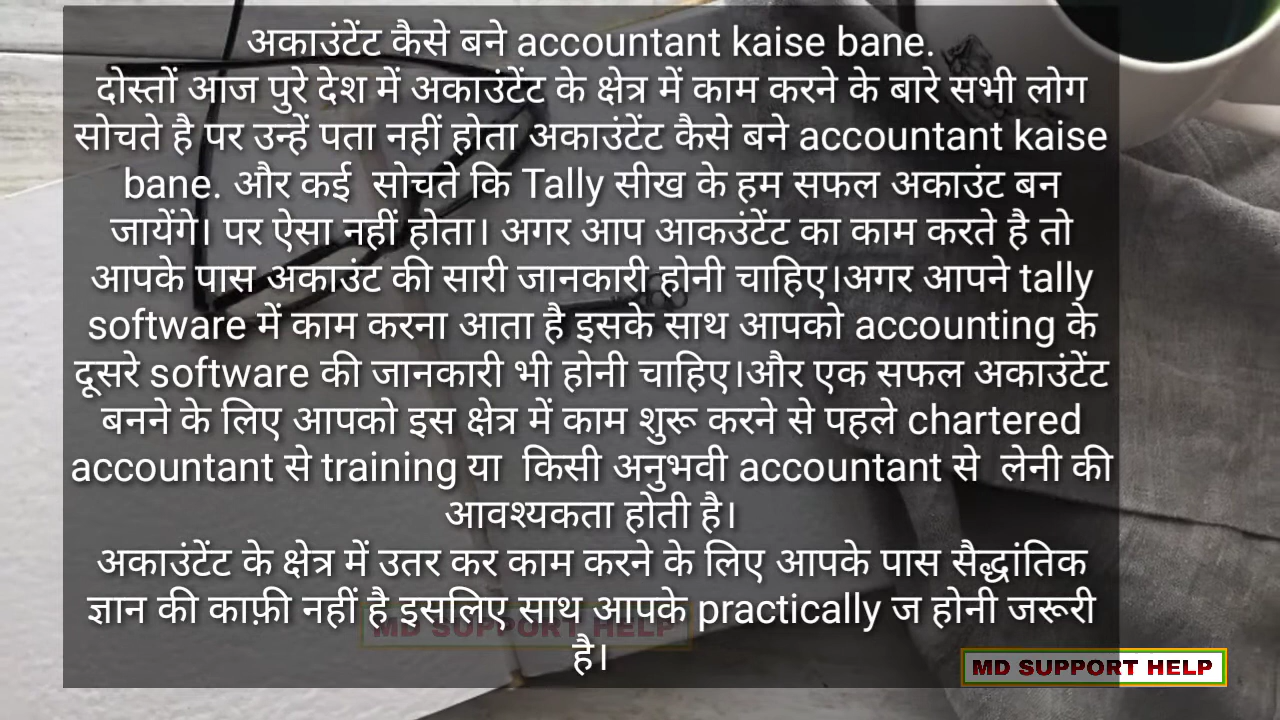 अकाउंटेंट कैसे बने accountant kaise bane.
दोस्तों आज पुरे देश में अकाउंटेंट के क्षेत्र में काम करने के बारे सभी लोग
सोचते है पर उन्हें पता नहीं होता अकाउंटेंट कैसे बने accountant kaise
bane. और कई सोचते कि Tally सीख के हम सफल अकाउंट बन
जायेंगे। पर ऐसा नहीं होता। अगर आप आकउंटेंट का काम करते है तो
आपके पास अकाउंट की सारी जानकारी होनी चाहिए।अगर आपने tally
software में काम करना आता है इसके साथ आपको accounting के
दूसरे software की जानकारी भी होनी चाहिए।और एक सफल अकाउंटेंट
बनने के लिए आपको इस क्षेत्र में काम शुरू करने से पहले chartered
accountant से training या किसी अनुभवी accountant से लेनी की
आवश्यकता होती है।
अकाउंटेंट के क्षेत्र में उतर कर काम करने के लिए आपके पास सैद्धांतिक
ज्ञान की काफ़ी नहीं है इसलिए साथ आपके practically ज होनी जरूरी
है।
MD SUPPORT HELP
MD SUPPORT HELP